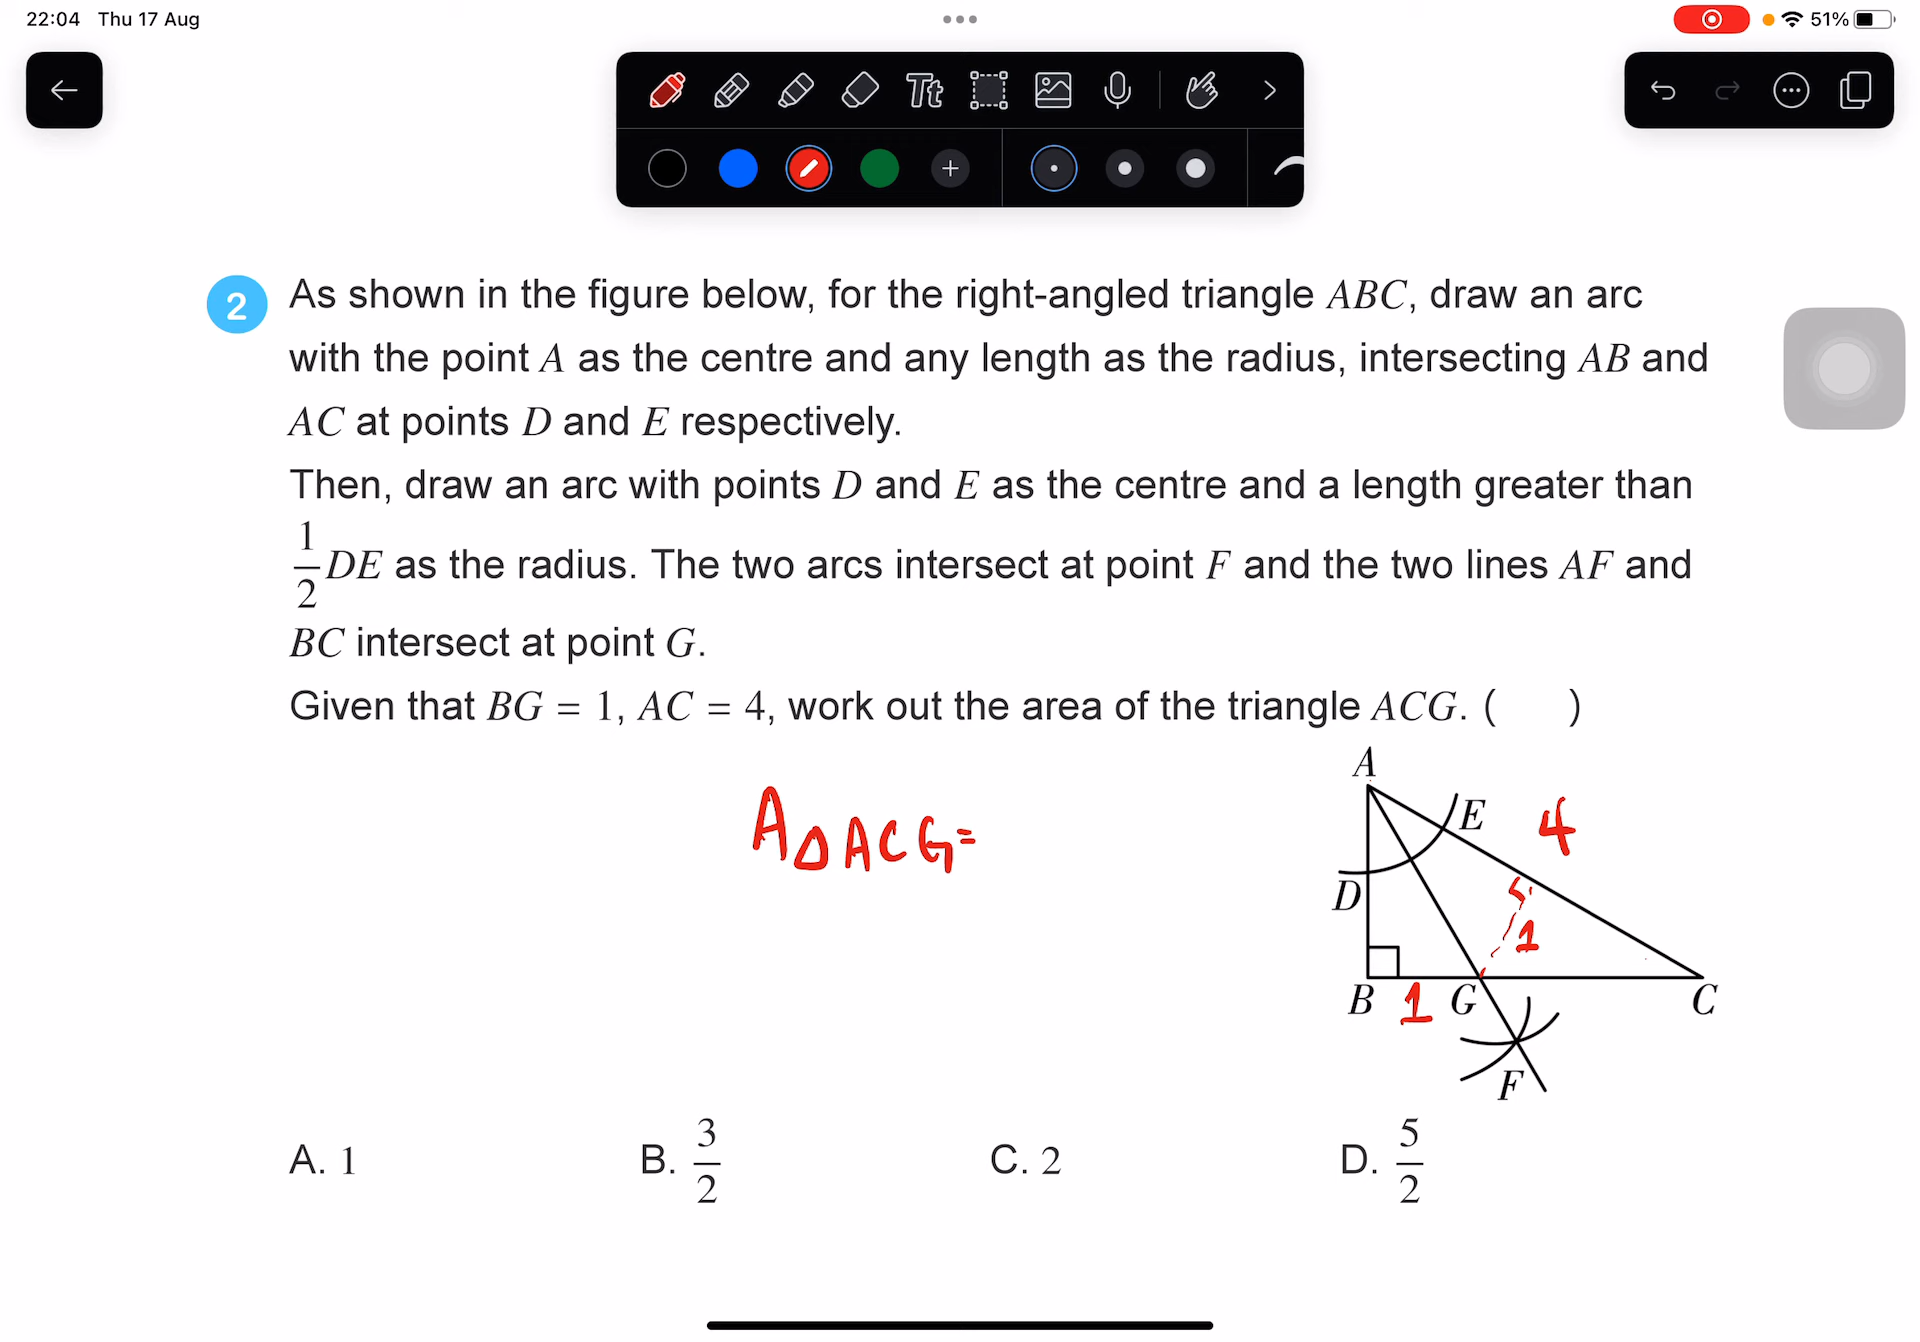 22:04 Thu 17 Aug
51%
Tt
2
As shown in the figure below, for the right-angled triangle ABC, draw an arc
with the point A as the centre and any length as the radius, intersecting AB and
AC at points D and E respectively.
Then, draw an arc with points D and E as the centre and a length greater than
1/2 DE as the radius. The two arcs intersect at point F and the two lines AF and
BC intersect at point G.
Given that BG = 1, AC = 4, work out the area of the triangle ACG. ( )
A
E
4
A△ACG=
D
1
B
1
G
C
F
A. 1
B. 3/2
C. 2
D. 5/2